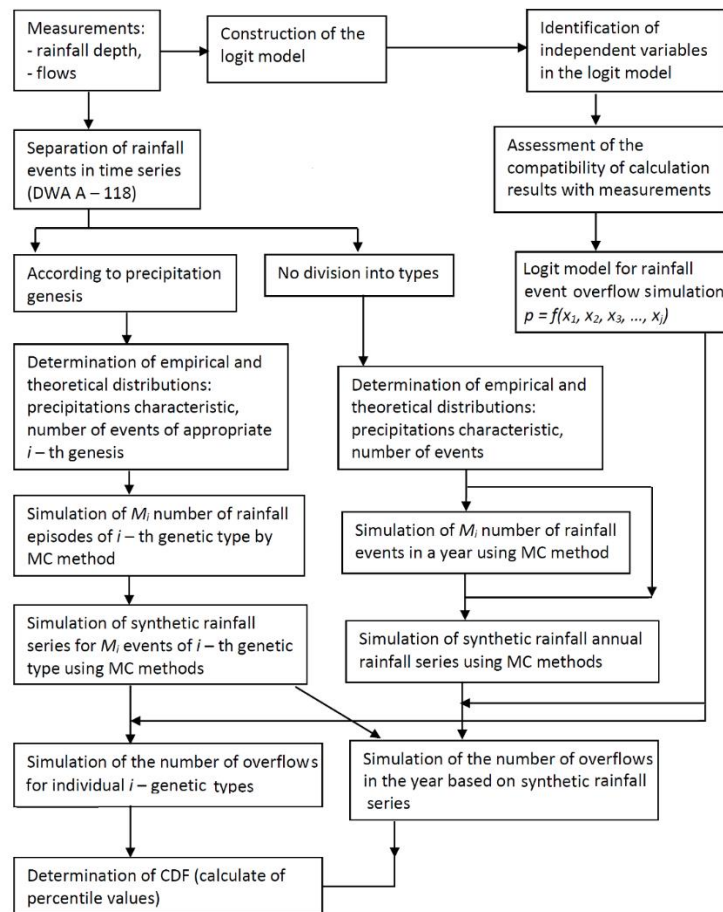 Measurements:
- rainfall depth,
- flows
Construction of the
logit model
Identification of
independent variables
in the logit model
Separation of rainfall
events in time series
(DWA A – 118)
Assessment of the
compatibility of calculation
results with measurements
According to precipitation
genesis
No division into types
Logit model for rainfall
event overflow simulation
p = f(x₁, x₂, x₃, ..., xⱼ)
Determination of empirical and
theoretical distributions:
precipitations characteristic,
number of events of appropriate
i – th genesis
Determination of empirical and
theoretical distributions:
precipitations characteristic,
number of events
Simulation of Mᵢ number of rainfall
episodes of i – th genetic type by
MC method
Simulation of Mᵢ number of rainfall
events in a year using MC method
Simulation of synthetic rainfall
series for Mᵢ events of i – th genetic
type using MC methods
Simulation of synthetic rainfall annual
rainfall series using MC methods
Simulation of the number of overflows
for individual i – genetic types
Simulation of the number of overflows
in the year based on synthetic rainfall
series
Determination of CDF (calculate of
percentile values)